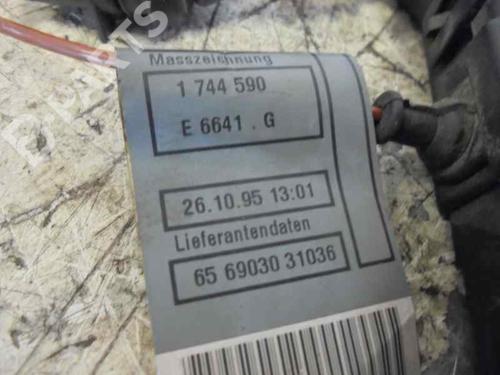 Masszeichnung
1 744 590
E 6641 . G
26.10.95 13:01
Lieferantendaten
65 69030 31036